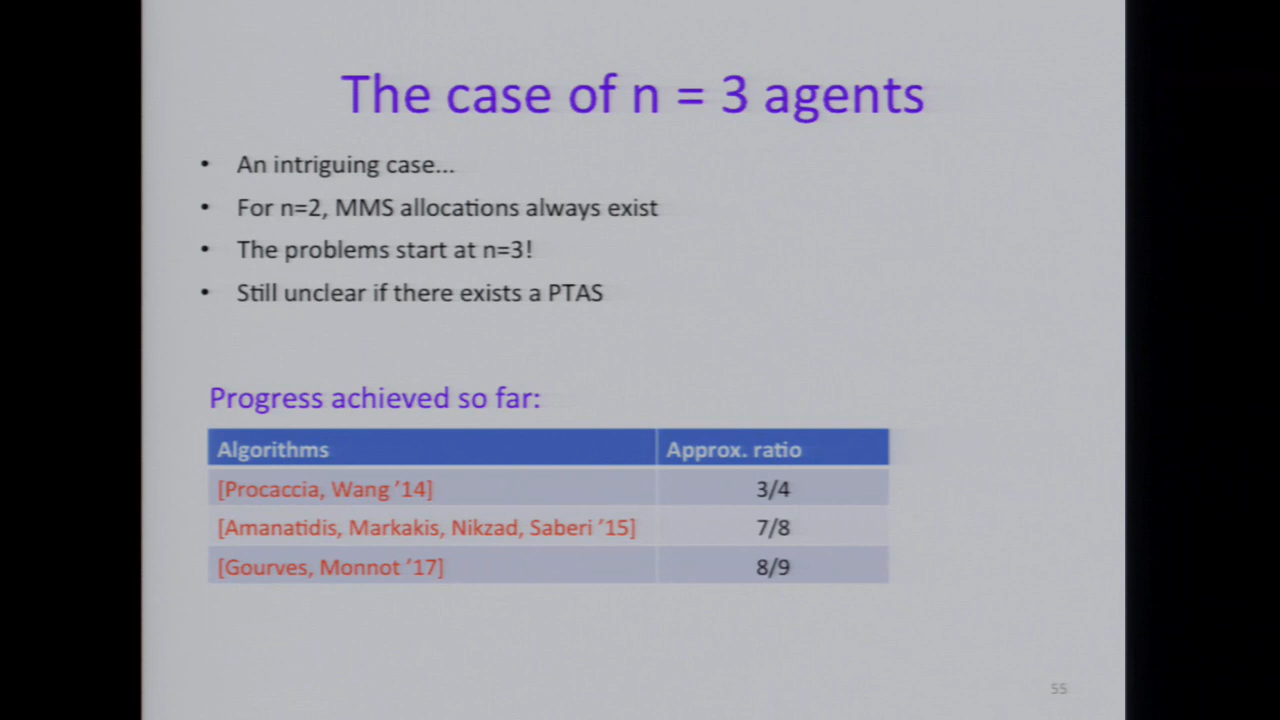 The case of n = 3 agents
• An intriguing case...
• For n=2, MMS allocations always exist
• The problems start at n=3!
• Still unclear if there exists a PTAS
Progress achieved so far:
Algorithms Approx. ratio
[Procaccia, Wang ’14] 3/4
[Amanatidis, Markakis, Nikzad, Saberi ’15] 7/8
[Gourves, Monnot ’17] 8/9
55